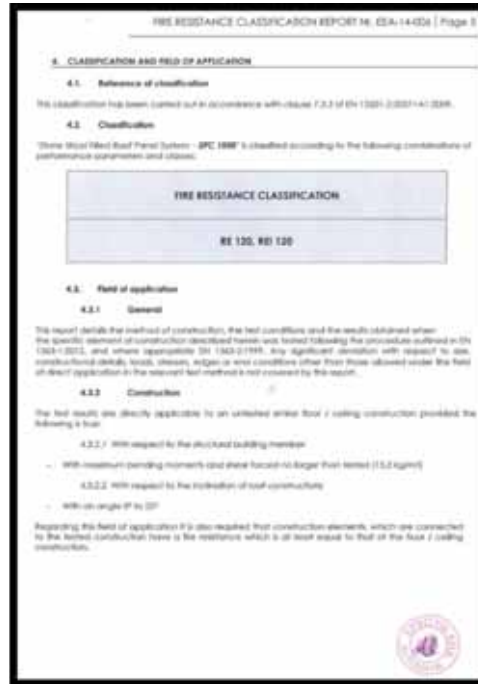 FIRE RESISTANCE CLASSIFICATION REPORT Nr. EEA-14-006 | Page 5
4. CLASSIFICATION AND FIELD OF APPLICATION
4.1. Reference of classification
This classification has been carried out in accordance with clause 7.3.3 of EN 13501-2:2007+A1:2009.
4.2. Classification
"Stone Wool Filled Roof Panel System - 1000" is classified according to the following combinations of
performance parameters and classes:
FIRE RESISTANCE CLASSIFICATION
RE 120, REI 120
4.3. Field of application
4.3.1 General
This report details the method of construction, the test conditions and the results obtained when
the specific element of construction described herein was tested following the procedure outlined in EN
1363-1:2012, and where appropriate EN 1363-2:1999. Any significant deviation with respect to size,
constructional details, loads, stresses, edges or end conditions other than those allowed under the field
of direct application in the relevant test method is not covered by this report.
4.3.2 Construction
The test results are directly applicable to an untested similar floor / ceiling construction provided the
following is true:
4.3.2.1 With respect to the structural building member
- With maximum bending moments and shear forces no larger than tested
4.3.2.2 With respect to the inclination of roof constructions
- With an angle 0° to 25°
Regarding this field of application it is also required that construction elements, which are connected
to the tested construction have a fire resistance which is at least equal to that of the floor / ceiling
construction.